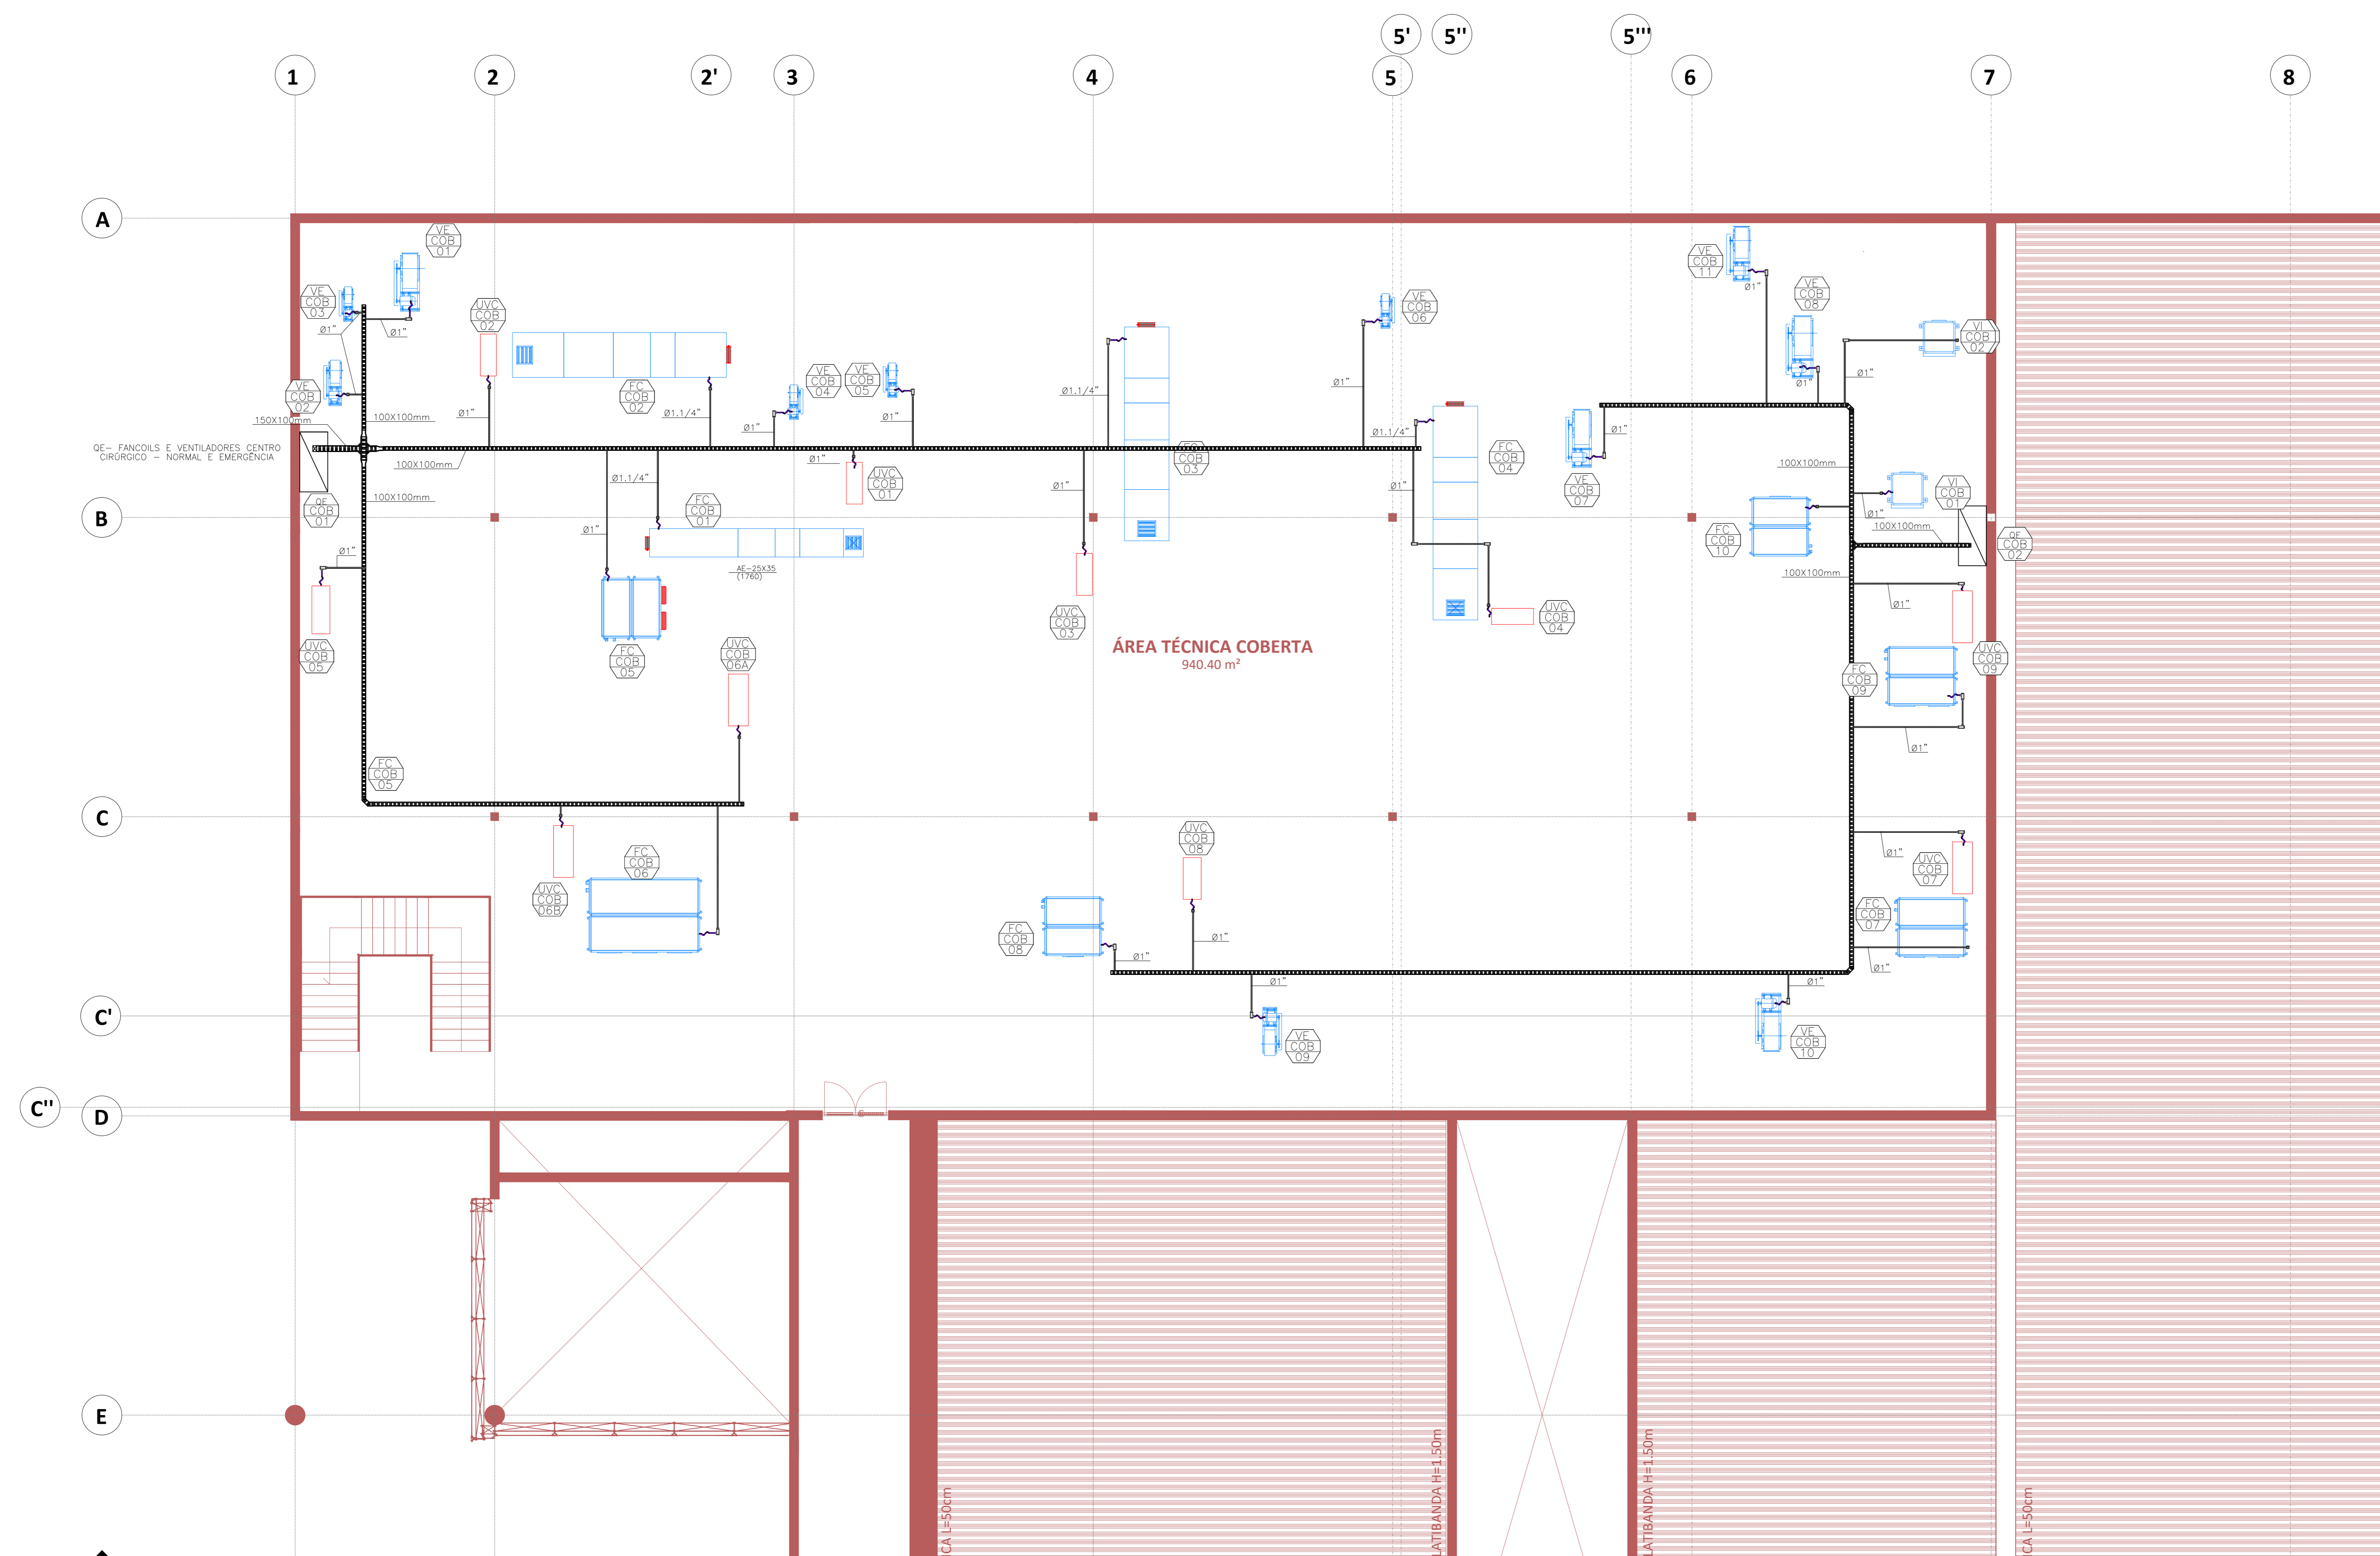 5'
5''
5'''
1
2
2'
3
4
5
6
7
8
A
VE
COB
01
VE
COB
11
VE
COB
03
VE
COB
08
VE
COB
06
UVC
COB
02
Ø1"
Ø1"
Ø1"
VI
COB
02
VE
COB
02
FC
COB
02
VE
COB
04
VE
COB
05
Ø1"
Ø1"
Ø1.1/4"
Ø1"
150X100mm
100X100mm
Ø1"
Ø1.1/4"
Ø1"
Ø1"
Ø1.1/4"
Ø1"
QE- FANCOILS E VENTILADORES CENTRO
CIRÚRGICO - NORMAL E EMERGÊNCIA
100X100mm
Ø1"
UVC
COB
01
FC
COB
03
FC
COB
04
VE
COB
07
100X100mm
100X100mm
Ø1.1/4"
Ø1"
Ø1"
VI
COB
01
QE
COB
01
FC
COB
01
B
Ø1"
Ø1"
100X100mm
FC
COB
10
QE
COB
02
Ø1"
AE-25X35
(1760)
100X100mm
Ø1"
UVC
COB
03
UVC
COB
04
UVC
COB
05
FC
COB
05
UVC
COB
06A
ÁREA TÉCNICA COBERTA
940.40 m²
UVC
COB
09
FC
COB
09
Ø1"
FC
COB
05
C
UVC
COB
08
FC
COB
06
Ø1"
UVC
COB
07
UVC
COB
06B
FC
COB
07
FC
COB
08
Ø1"
Ø1"
Ø1"
Ø1"
Ø1"
C'
VE
COB
09
VE
COB
10
C''
D
E
LATIBANDA H=1.50m
LATIBANDA H=1.50m
ICA L=50cm
ICA L=50cm